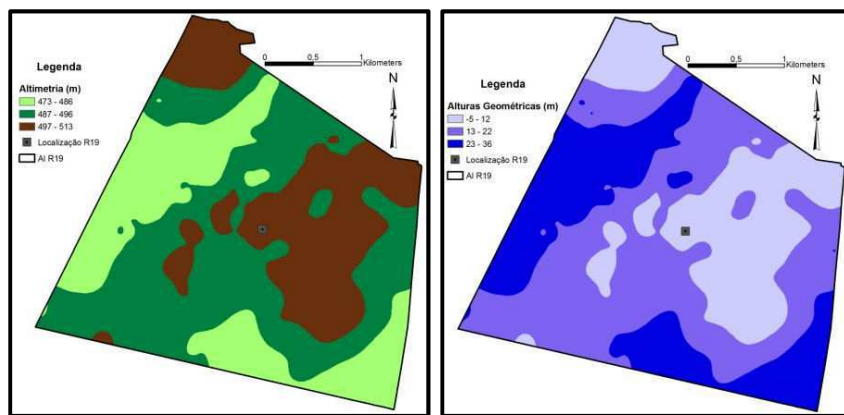 Legenda
0 0,5 1
Kilometers
N
Altimetria (m)
473 - 486
487 - 496
497 - 513
Localização R19
AI R19
0 0,5 1
Kilometers
Legenda
N
Alturas Geométricas (m)
-5 - 12
13 - 22
23 - 36
Localização R19
AI R19